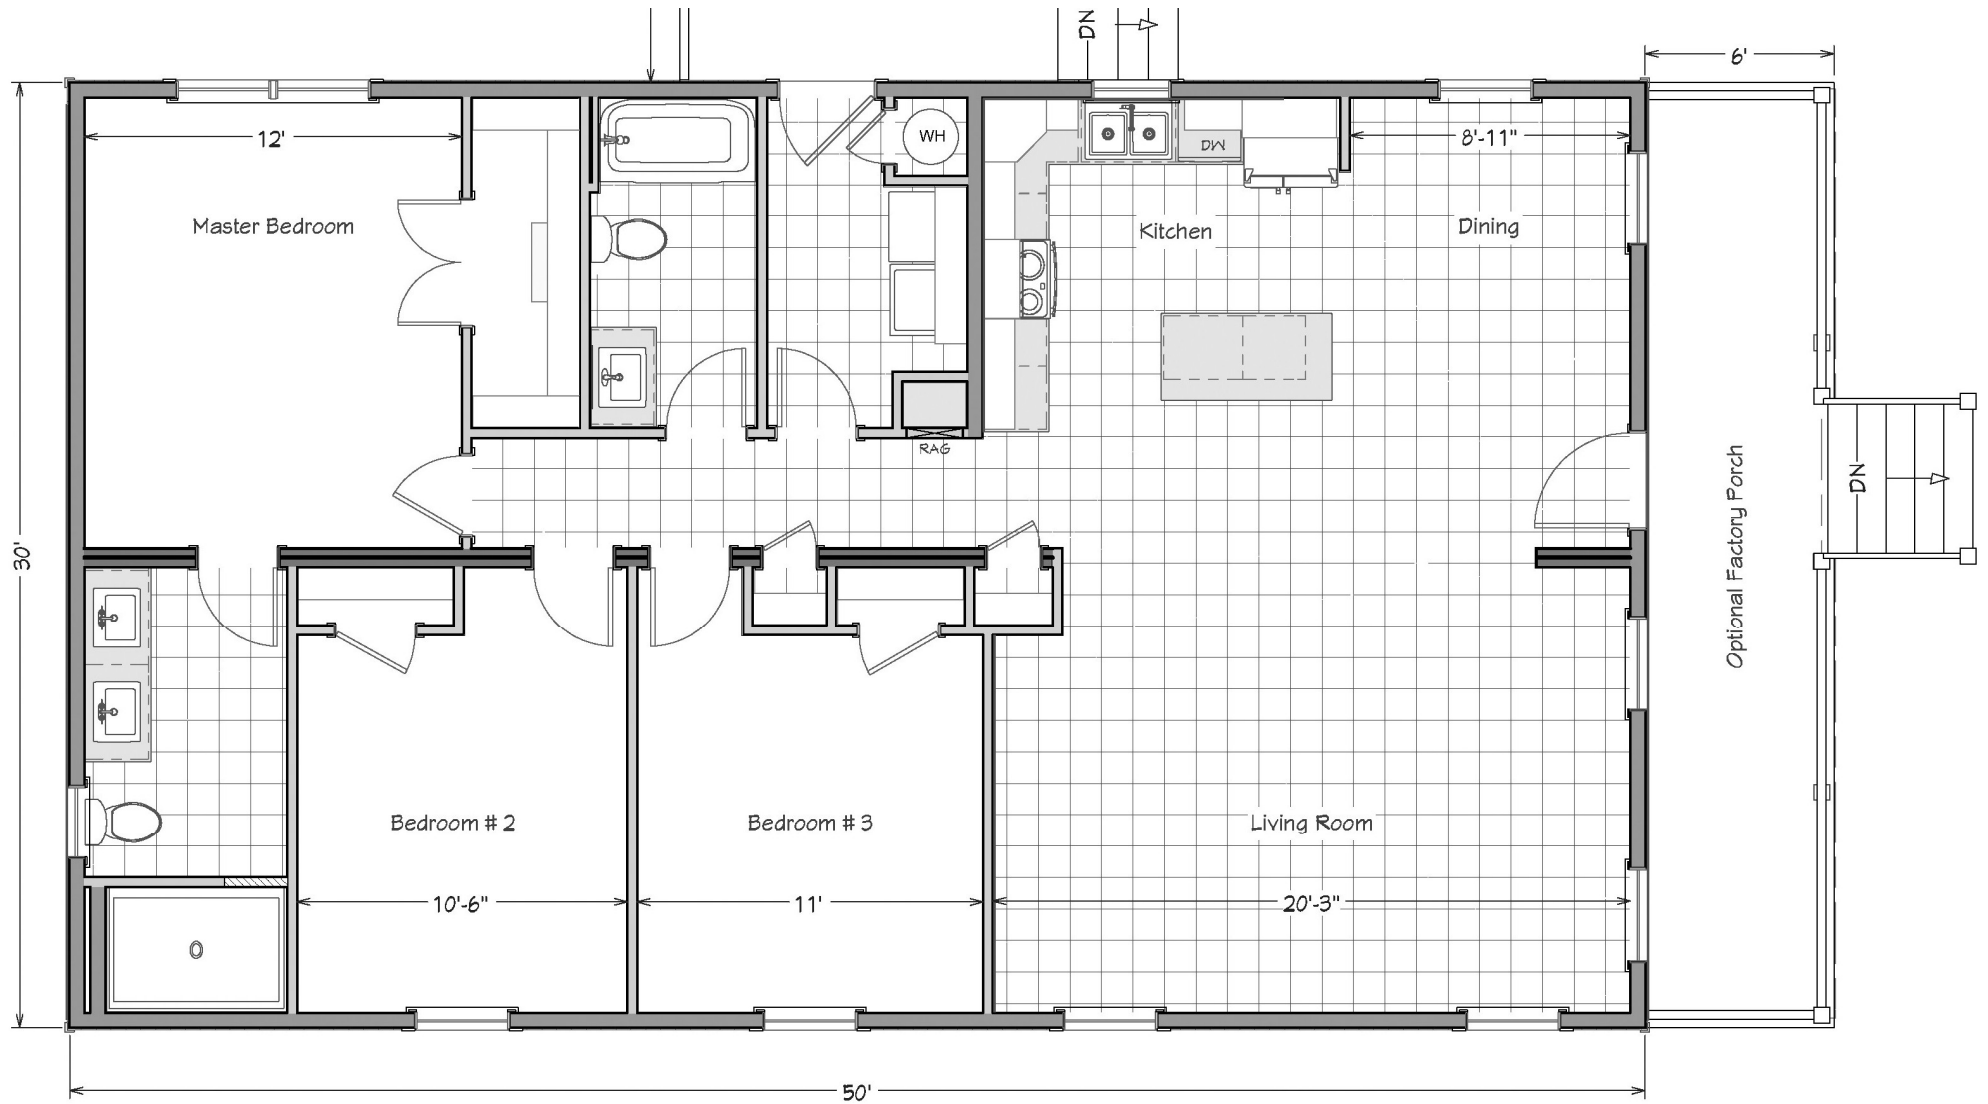 DN
6'
12'
WH
DW
8'-11"
Master Bedroom
Kitchen
Dining
RAG
DN
30'
Optional Factory Porch
Bedroom # 2
Bedroom # 3
Living Room
10'-6"
11'
20'-3"
50'